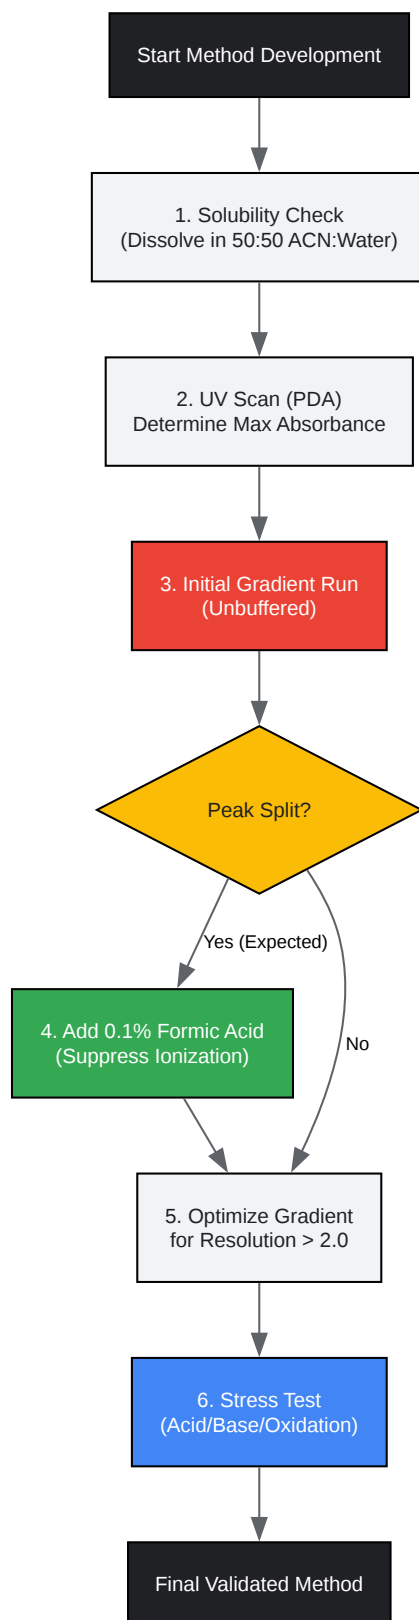 Start Method Development
1. Solubility Check
(Dissolve in 50:50 ACN:Water)
2. UV Scan (PDA)
Determine Max Absorbance
3. Initial Gradient Run
(Unbuffered)
Peak Split?
Yes (Expected)
4. Add 0.1% Formic Acid
(Suppress Ionization)
No
5. Optimize Gradient
for Resolution > 2.0
6. Stress Test
(Acid/Base/Oxidation)
Final Validated Method